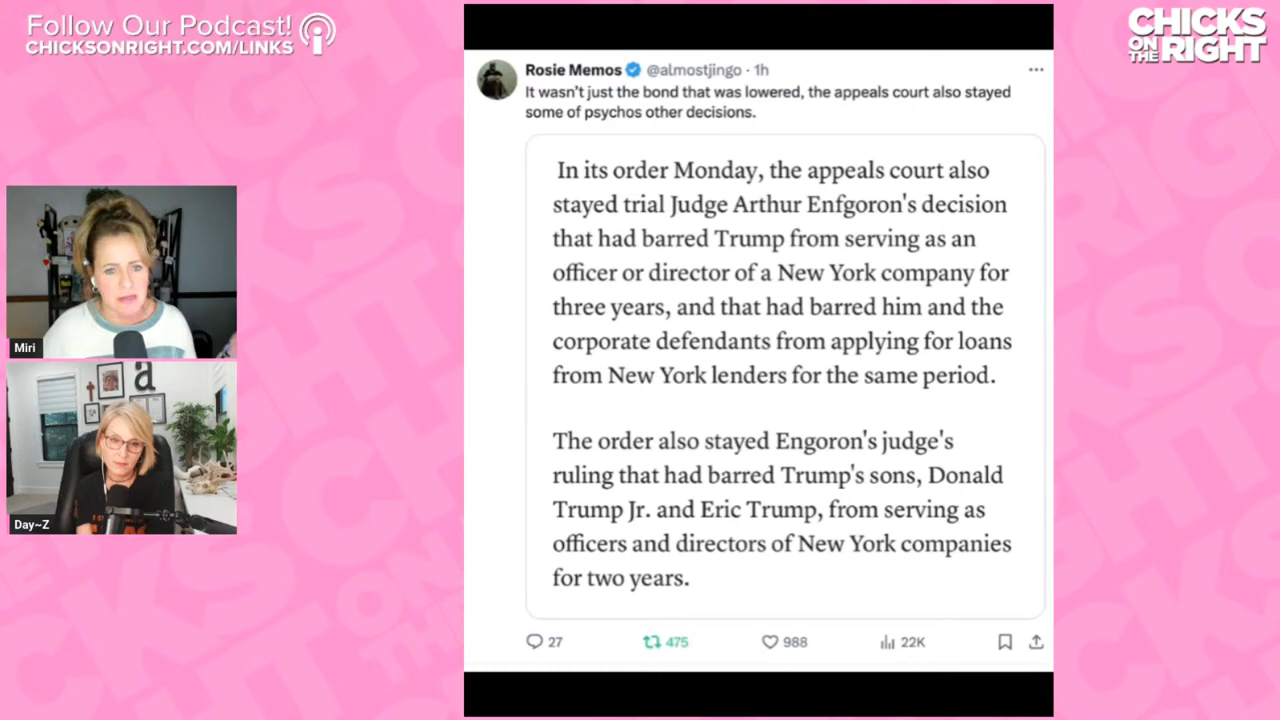 Follow Our Podcast!
CHICKSONRIGHT.COM/LINKS
CHICKS
ON THE RIGHT
Rosie Memos @almostjingo · 1h
It wasn't just the bond that was lowered, the appeals court also stayed
some of psychos other decisions.
In its order Monday, the appeals court also
stayed trial Judge Arthur Enfgoron's decision
that had barred Trump from serving as an
officer or director of a New York company for
three years, and that had barred him and the
corporate defendants from applying for loans
from New York lenders for the same period.
The order also stayed Engoron's judge's
ruling that had barred Trump's sons, Donald
Trump Jr. and Eric Trump, from serving as
officers and directors of New York companies
for two years.
27 475 988 22K
Miri
a
Day~Z